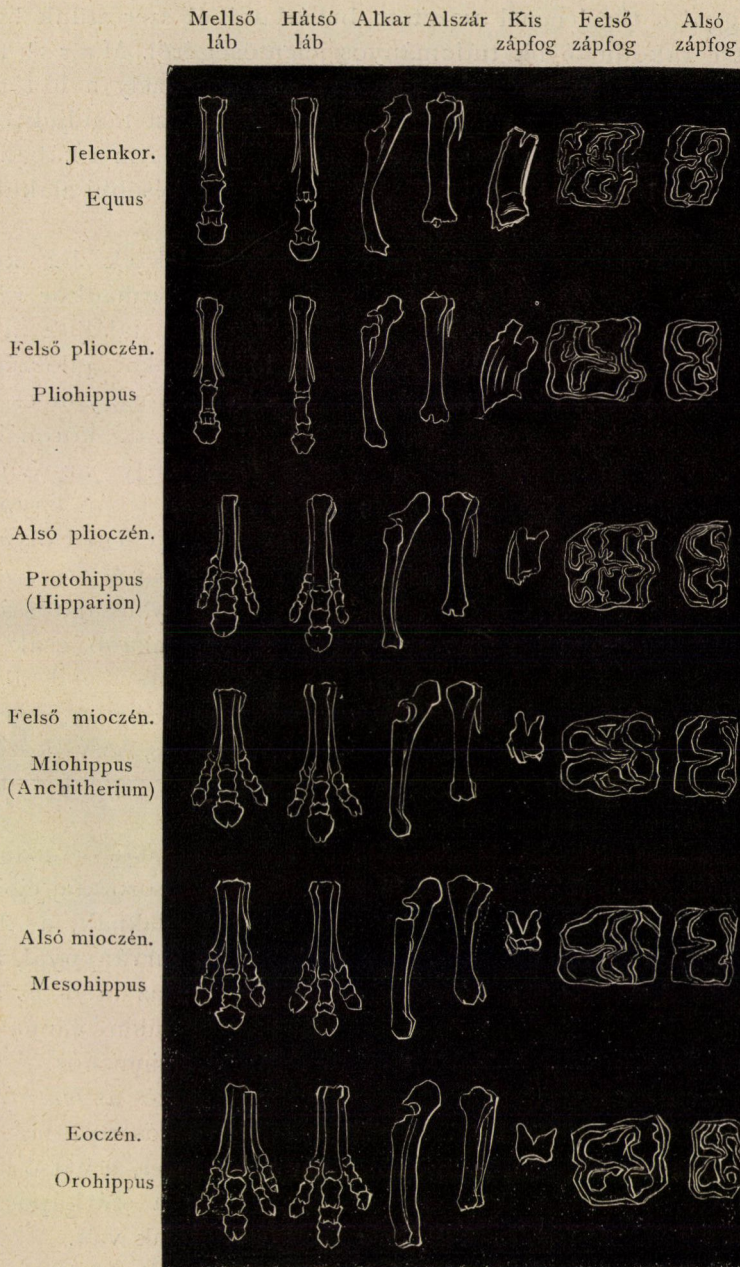 Mellső láb
Hátsó láb
Alkar
Alszár
Kis zápfog
Felső zápfog
Alsó zápfog
Jelenkor.
Equus
Felső plioczén.
Pliohippus
Alsó plioczén.
Protohippus
(Hipparion)
Felső mioczén.
Miohippus
(Anchitherium)
Alsó mioczén.
Mesohippus
Eoczén.
Orohippus